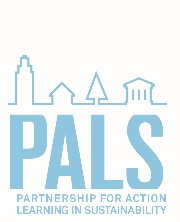 PALS
PARTNERSHIP FOR ACTION
LEARNING IN SUSTAINABILITY